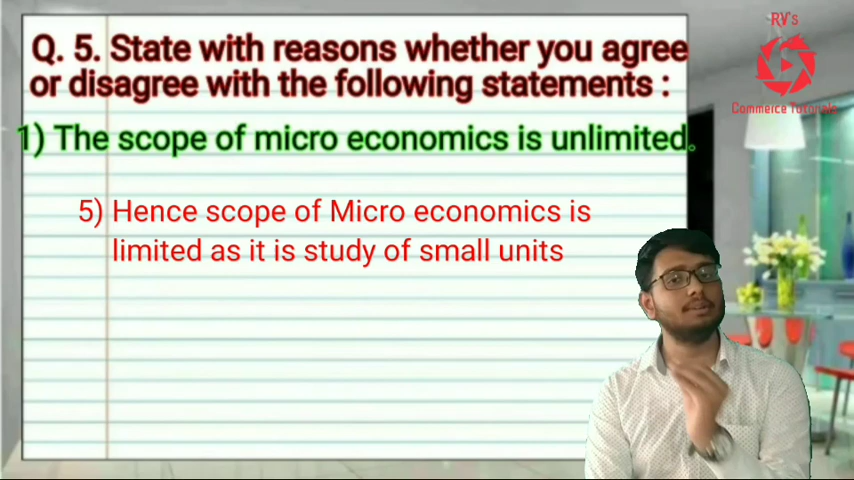 Q. 5. State with reasons whether you agree
or disagree with the following statements :
1) The scope of micro economics is unlimited.
5) Hence scope of Micro economics is
limited as it is study of small units
RV's
Commerce Tutorials